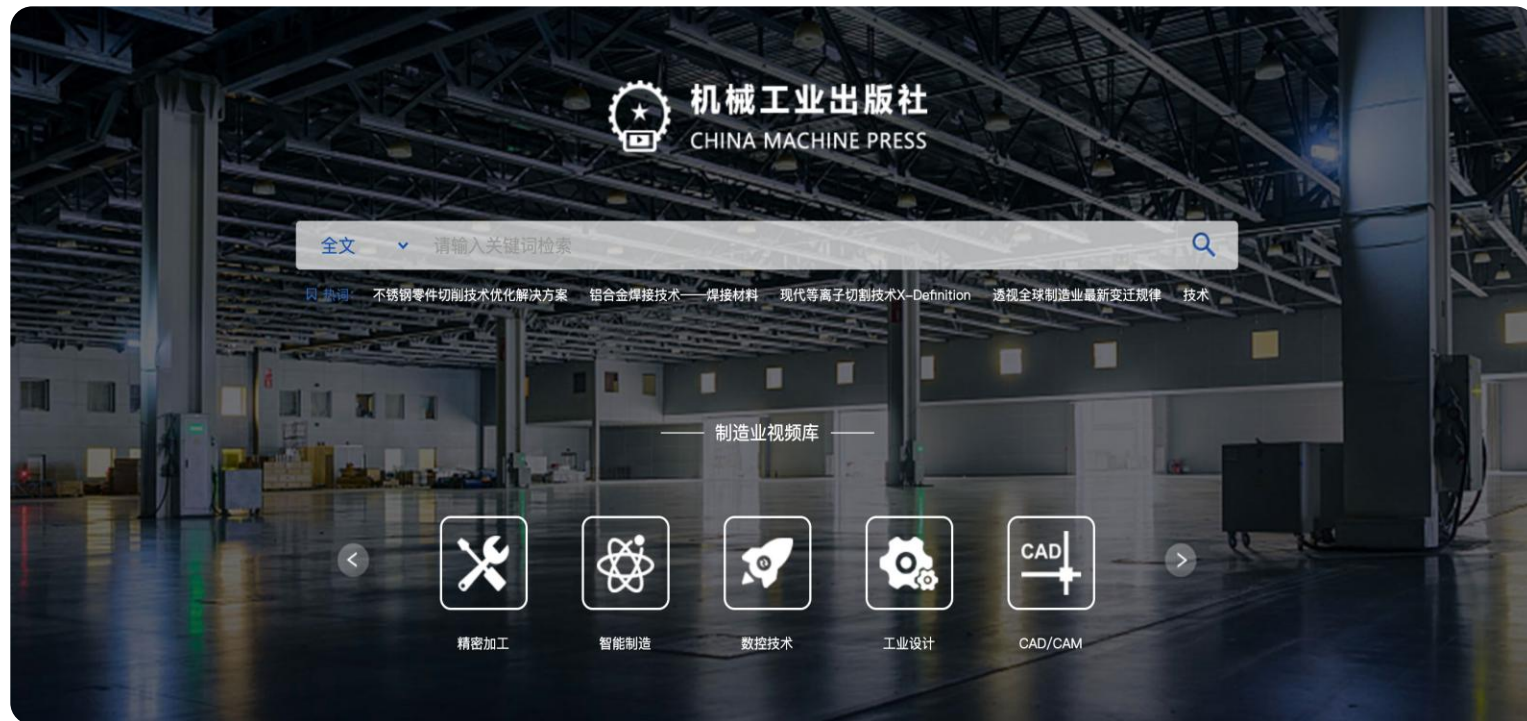 机械工业出版社
CHINA MACHINE PRESS
全文 请输入关键词检索
热词: 不锈钢零件切削技术优化解决方案 铝合金焊接技术——焊接材料 现代等离子切割技术X-Definition 透视全球制造业最新变迁规律 技术
制造业视频库
CAD
精密加工 智能制造 数控技术 工业设计 CAD/CAM